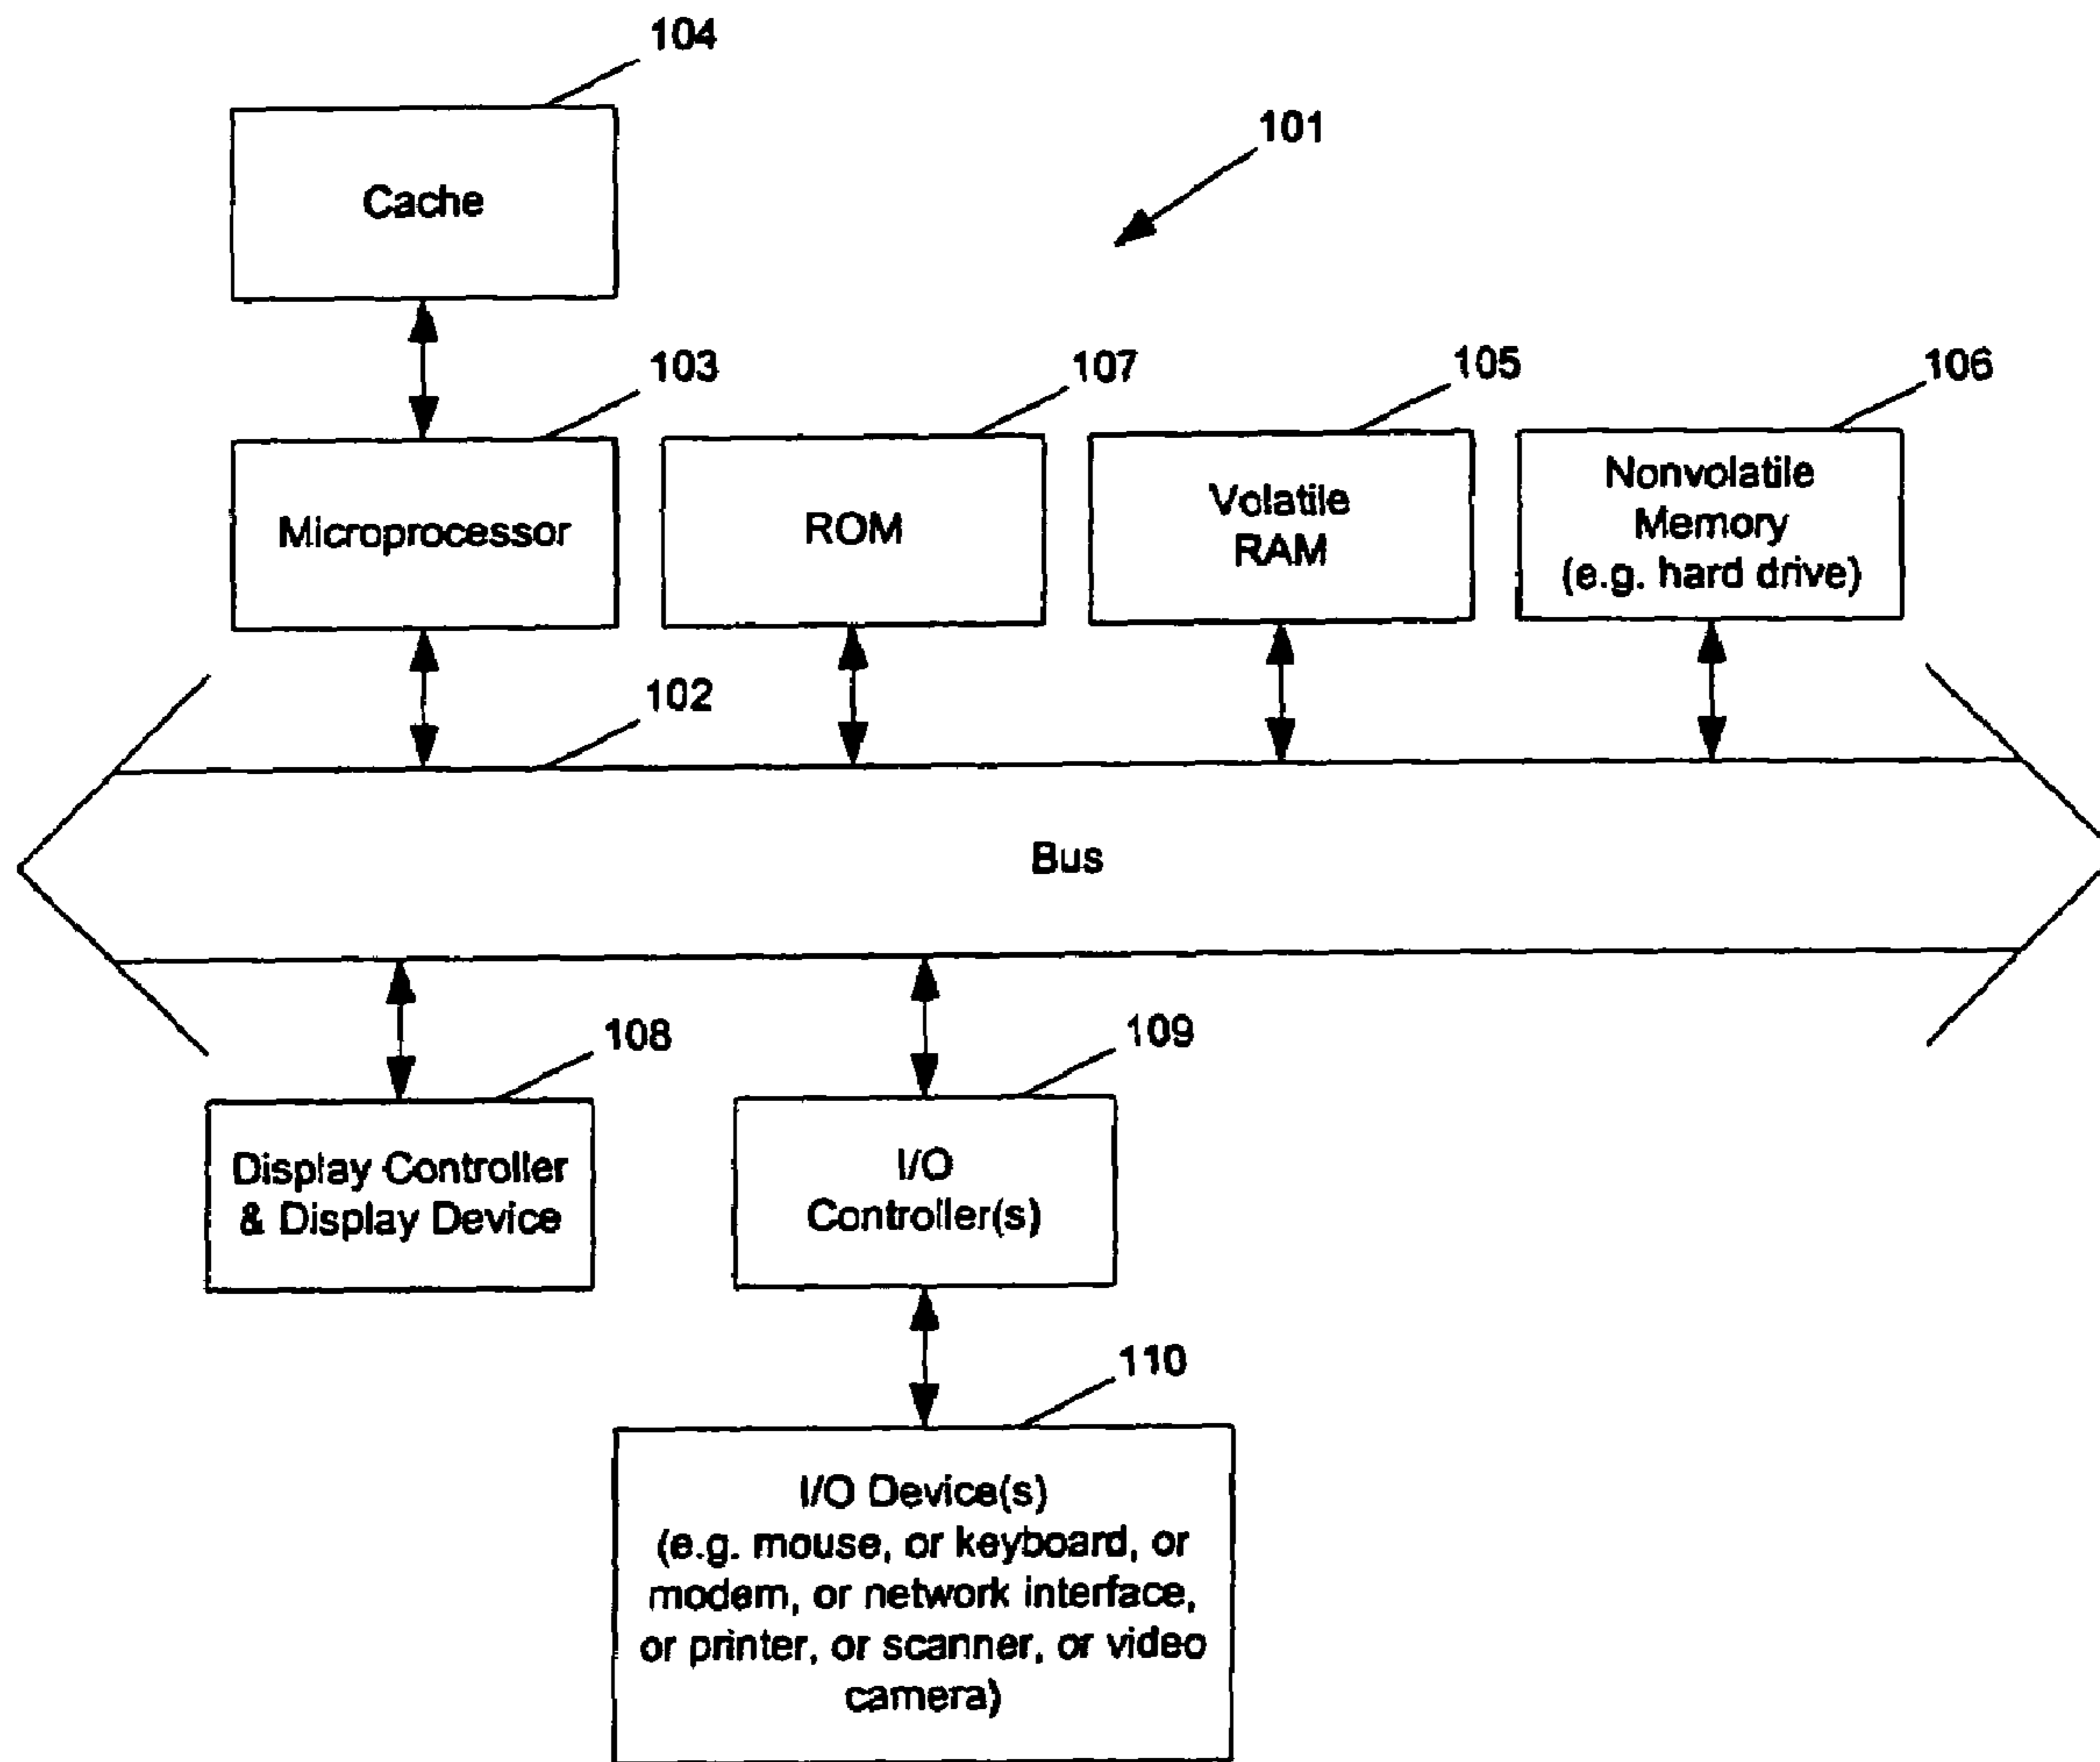 104
101
Cache
103
107
105
106
Microprocessor
ROM
Volatile
RAM
Nonvolatile
Memory
(e.g. hard drive)
102
Bus
108
109
Display Controller
& Display Device
I/O
Controller(s)
110
I/O Device(s)
(e.g. mouse, or keyboard, or
modem, or network interface,
or printer, or scanner, or video
camera)